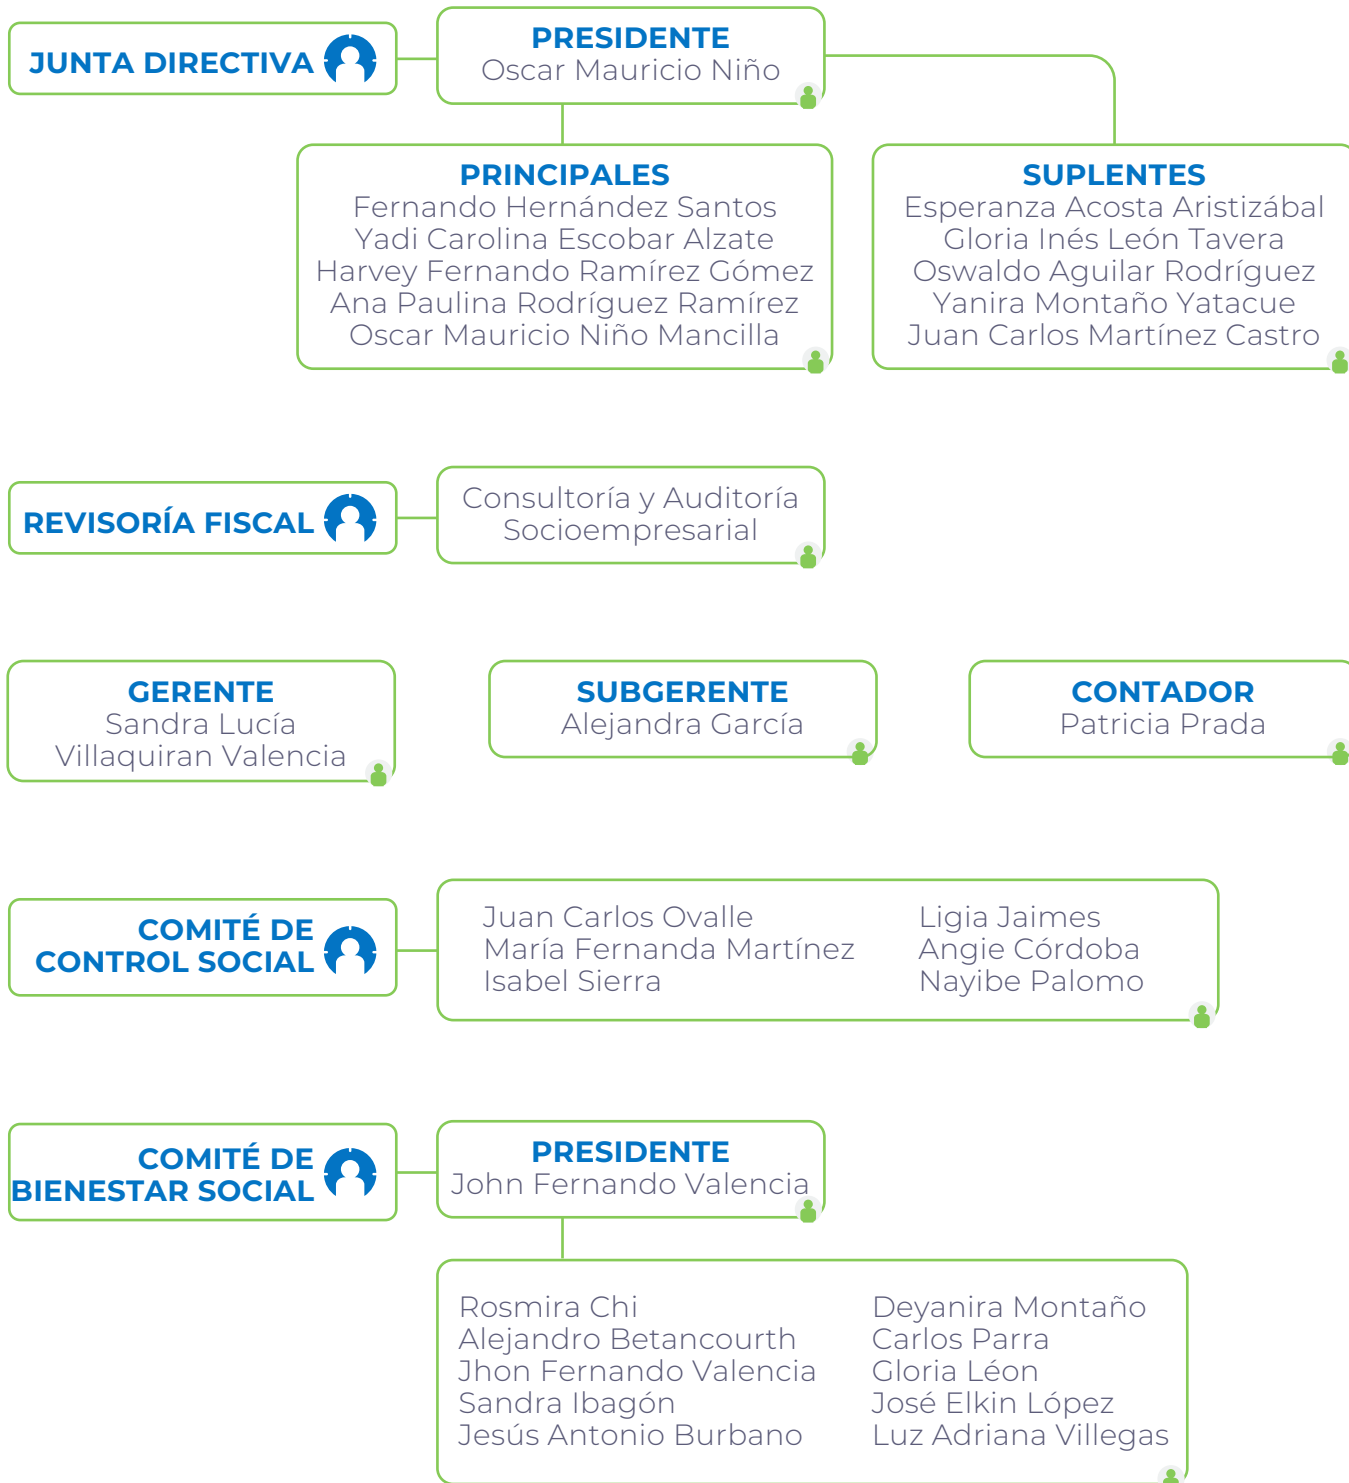 JUNTA DIRECTIVA
PRESIDENTE
Oscar Mauricio Niño
PRINCIPALES
Fernando Hernández Santos
Yadi Carolina Escobar Alzate
Harvey Fernando Ramírez Gómez
Ana Paulina Rodríguez Ramírez
Oscar Mauricio Niño Mancilla
SUPLENTES
Esperanza Acosta Aristizábal
Gloria Inés León Tavera
Oswaldo Aguilar Rodríguez
Yanira Montaño Yatacue
Juan Carlos Martínez Castro
REVISORÍA FISCAL
Consultoría y Auditoría
Socioempresarial
GERENTE
Sandra Lucía
Villaquiran Valencia
SUBGERENTE
Alejandra García
CONTADOR
Patricia Prada
COMITÉ DE
CONTROL SOCIAL
Juan Carlos Ovalle
María Fernanda Martínez
Isabel Sierra
Ligia Jaimes
Angie Córdoba
Nayibe Palomo
COMITÉ DE
BIENESTAR SOCIAL
PRESIDENTE
John Fernando Valencia
Rosmira Chi
Alejandro Betancourth
Jhon Fernando Valencia
Sandra Ibagón
Jesús Antonio Burbano
Deyanira Montaño
Carlos Parra
Gloria Léon
José Elkin López
Luz Adriana Villegas